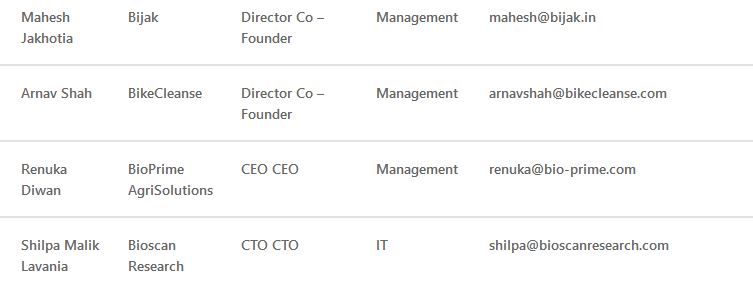 Mahesh Bijak Director Co – Management mahesh@bijak.in
Jakhotia Founder
Arnav Shah BikeCleanse Director Co – Management arnavshah@bikecleanse.com
Founder
Renuka BioPrime CEO CEO Management renuka@bio-prime.com
Diwan AgriSolutions
Shilpa Malik Bioscan CTO CTO IT shilpa@bioscanresearch.com
Lavania Research